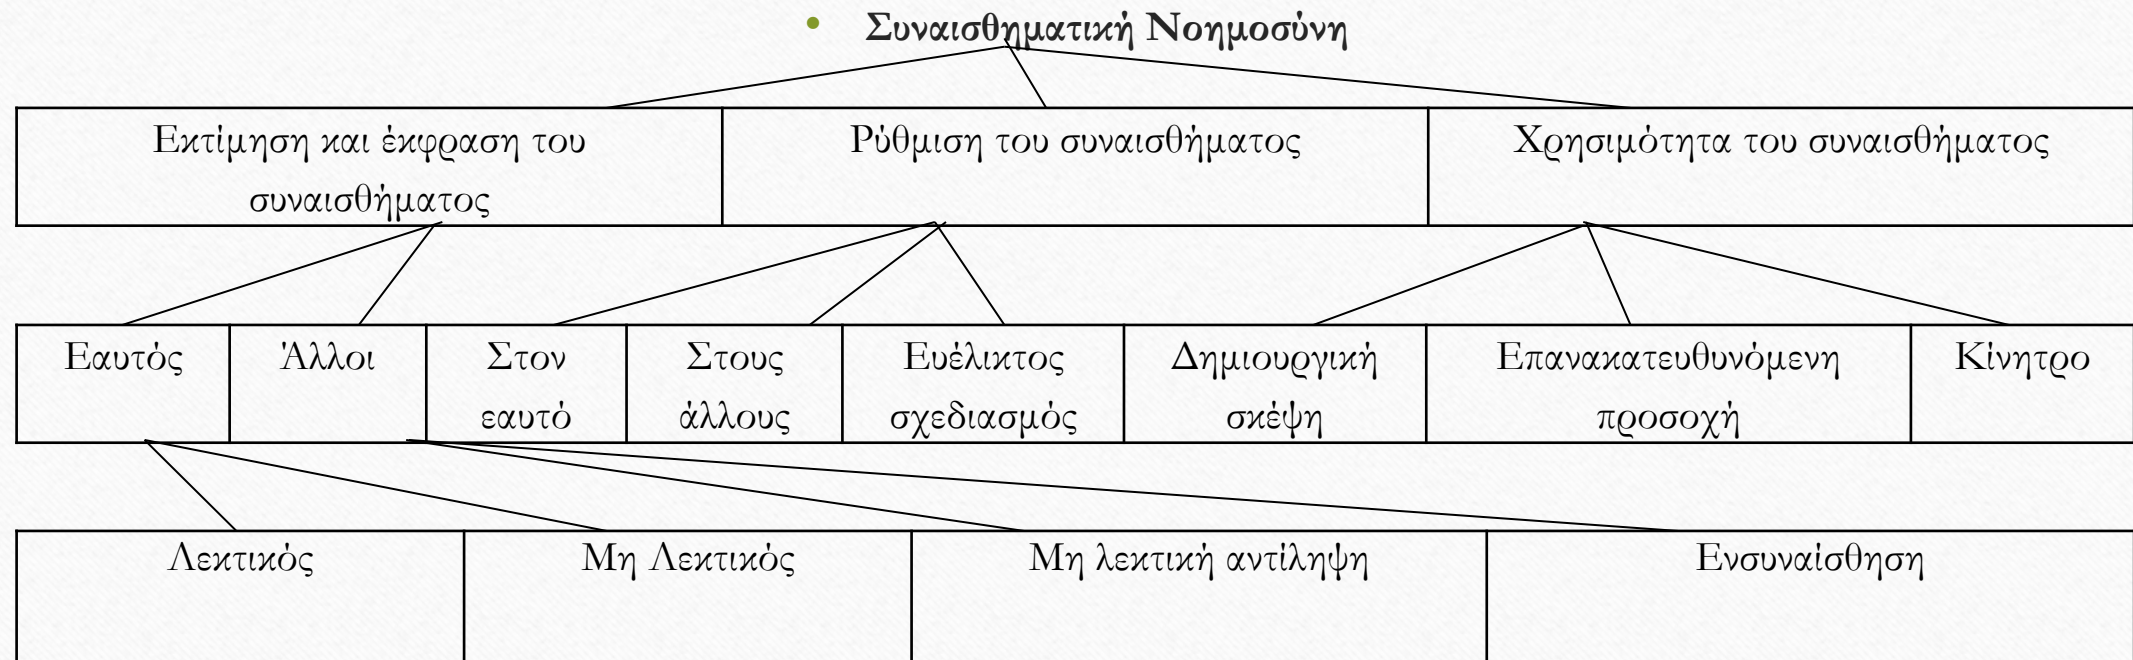 • Συναισθηματική Νοημοσύνη
Εκτίμηση και έκφραση του
συναισθήματος
Ρύθμιση του συναισθήματος
Χρησιμότητα του συναισθήματος
Εαυτός
Άλλοι
Στον
εαυτό
Στους
άλλους
Ευέλικτος
σχεδιασμός
Δημιουργική
σκέψη
Επανακατευθυνόμενη
προσοχή
Κίνητρο
Λεκτικός
Μη Λεκτικός
Μη λεκτική αντίληψη
Ενσυναίσθηση